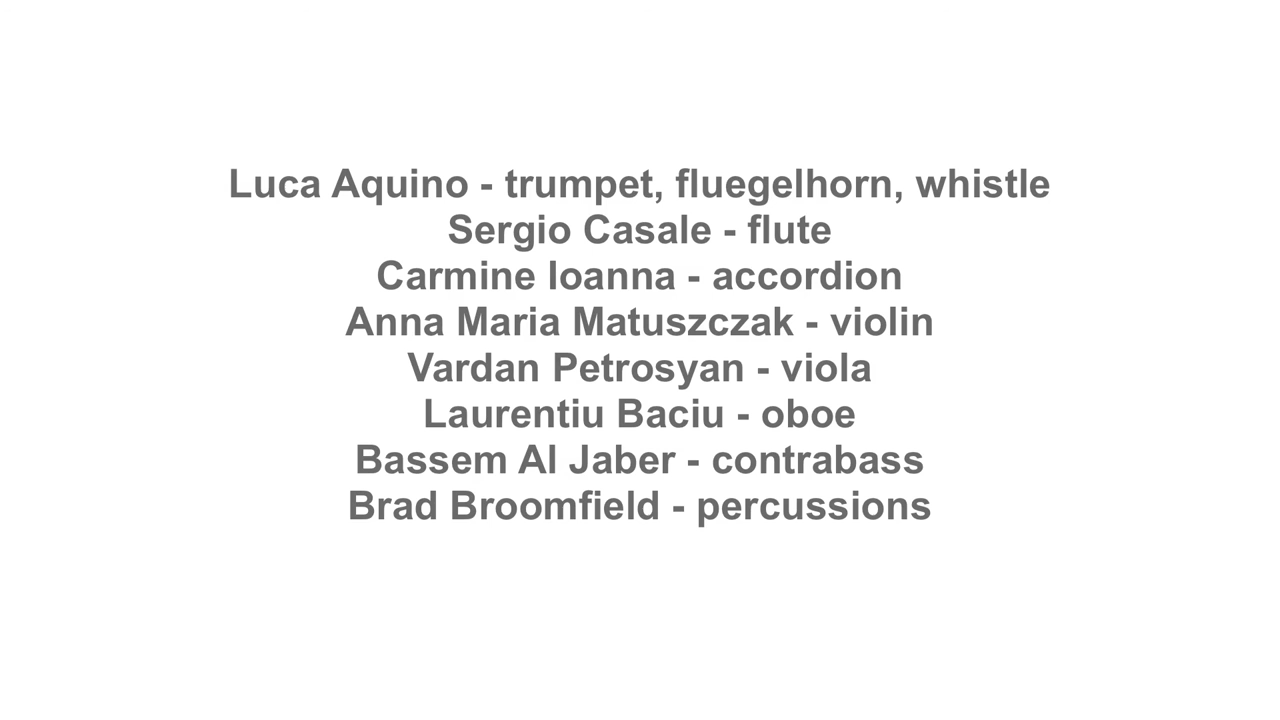 Luca Aquino - trumpet, fluegelhorn, whistle
Sergio Casale - flute
Carmine Ioanna - accordion
Anna Maria Matuszczak - violin
Vardan Petrosyan - viola
Laurentiu Baciu - oboe
Bassem Al Jaber - contrabass
Brad Broomfield - percussions